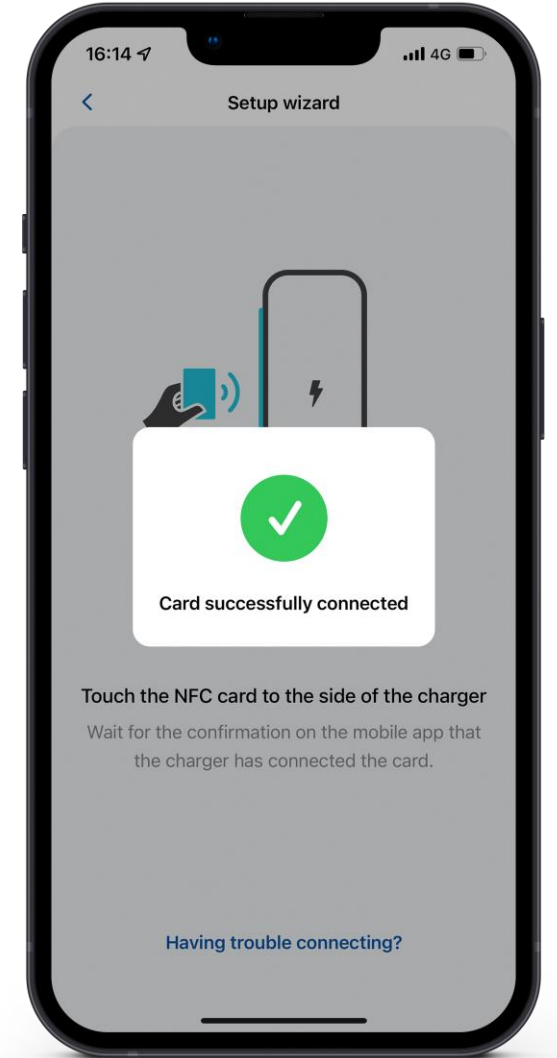 16:14
4G
Setup wizard
Card successfully connected
Touch the NFC card to the side of the charger
Wait for the confirmation on the mobile app that
the charger has connected the card.
Having trouble connecting?